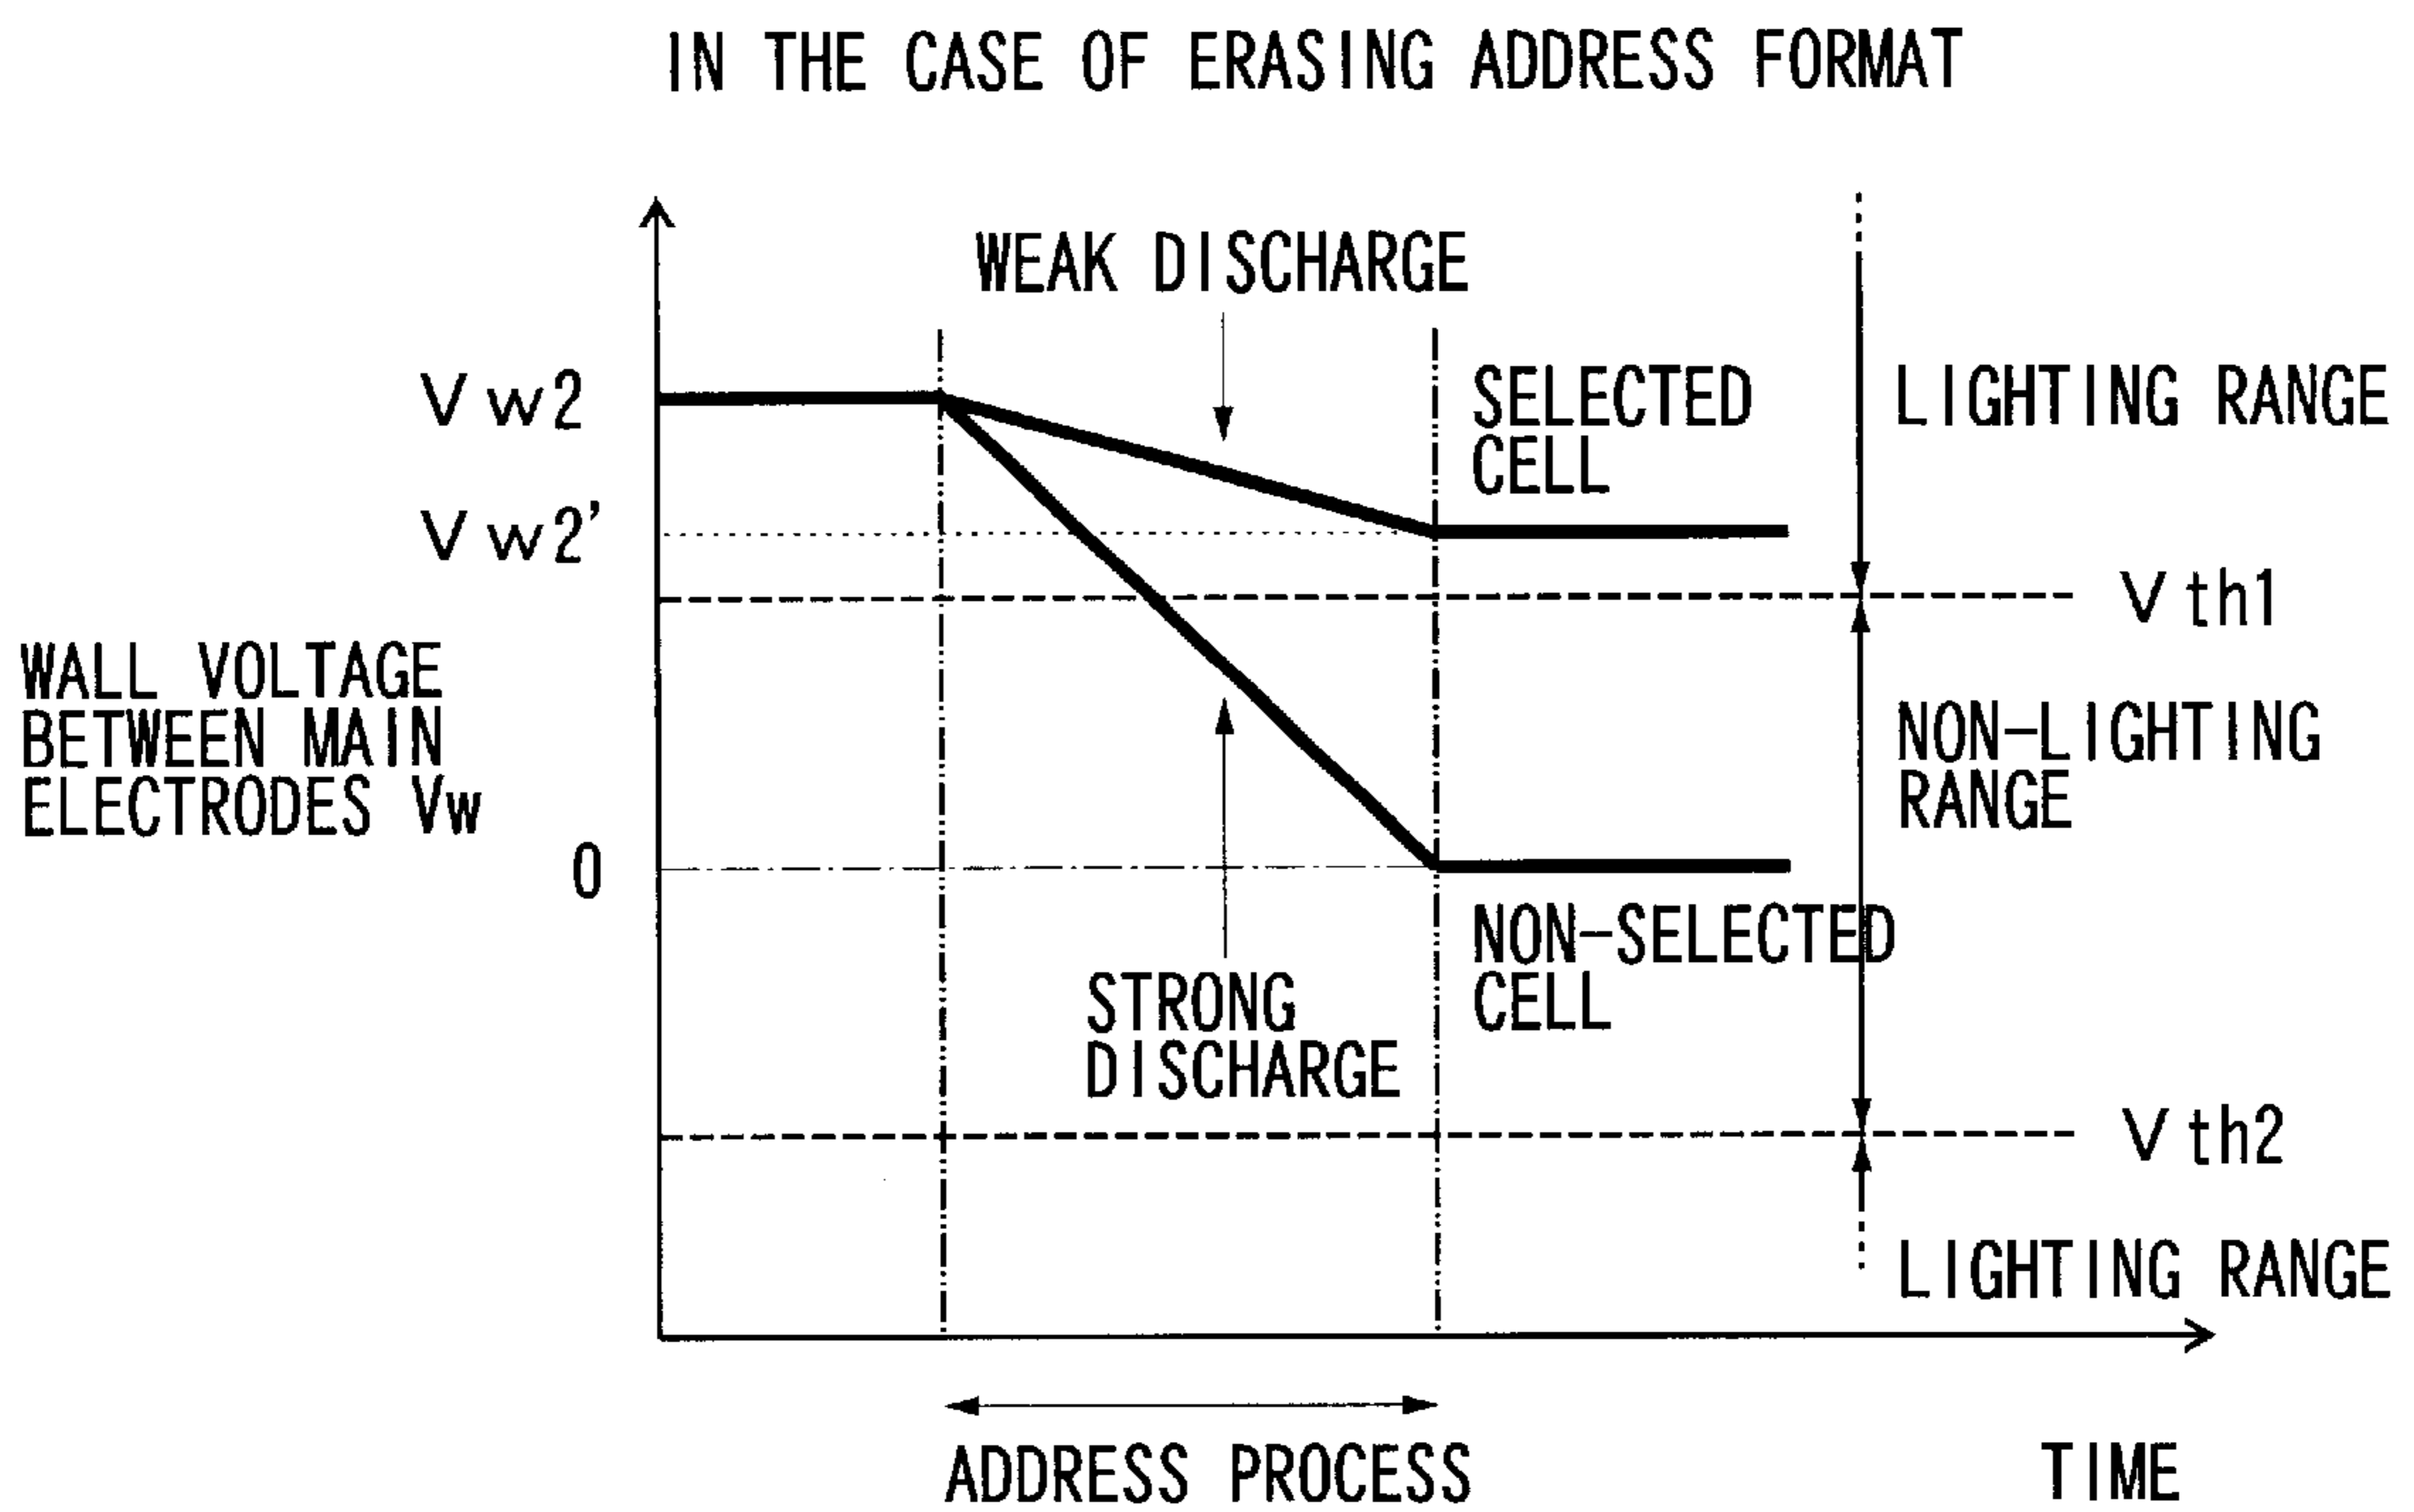 IN THE CASE OF ERASING ADDRESS FORMAT
WEAK DISCHARGE
Vw2
SELECTED
CELL
LIGHTING RANGE
Vw2'
Vth1
WALL VOLTAGE
BETWEEN MAIN
ELECTRODES Vw
NON-LIGHTING
RANGE
0
NON-SELECTED
CELL
STRONG
DISCHARGE
Vth2
LIGHTING RANGE
ADDRESS PROCESS
TIME